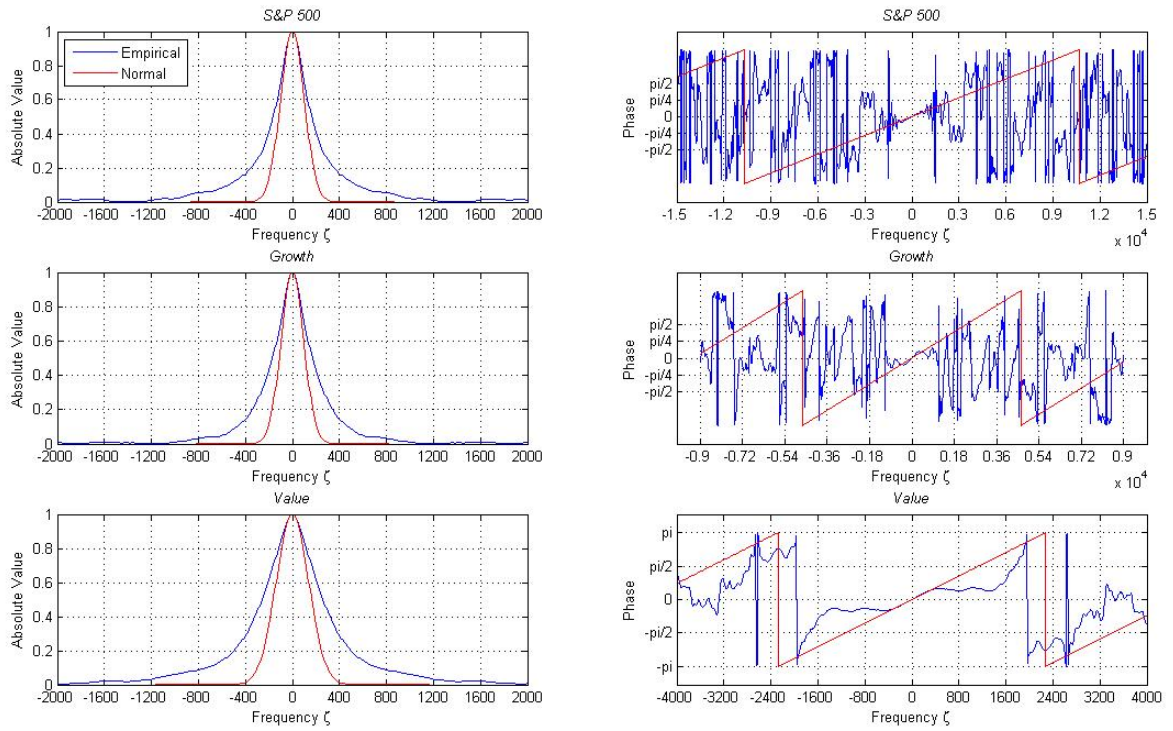 S&P 500
Absolute Value
1
0.8
0.6
0.4
0.2
0
Empirical
Normal
-2000 -1600 -1200 -800 -400 0 400 800 1200 1600 2000
Frequency ζ
S&P 500
Phase
pi/2
pi/4
0
-pi/4
-pi/2
-1.5 -1.2 -0.9 -0.6 -0.3 0 0.3 0.6 0.9 1.2 1.5
Frequency ζ
x 10^4
Growth
Absolute Value
1
0.8
0.6
0.4
0.2
0
-2000 -1600 -1200 -800 -400 0 400 800 1200 1600 2000
Frequency ζ
Growth
Phase
pi/2
pi/4
0
-pi/4
-pi/2
-0.9 -0.72 -0.54 -0.36 -0.18 0 0.18 0.36 0.54 0.72 0.9
Frequency ζ
x 10^4
Value
Absolute Value
1
0.8
0.6
0.4
0.2
0
-2000 -1600 -1200 -800 -400 0 400 800 1200 1600 2000
Frequency ζ
Value
Phase
pi
pi/2
0
-pi/2
-pi
-4000 -3200 -2400 -1600 -800 0 800 1600 2400 3200 4000
Frequency ζ